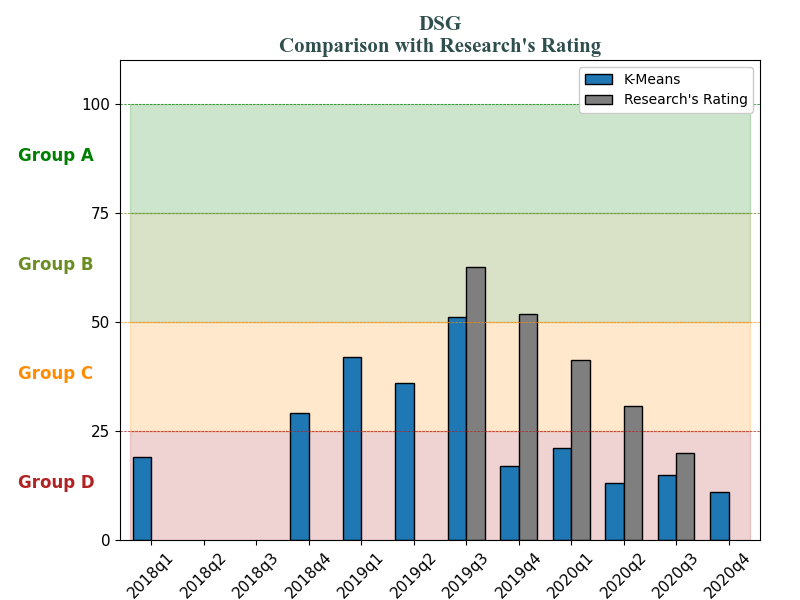 DSG
Comparison with Research's Rating
K-Means
Research's Rating
100
Group A
75
Group B
50
Group C
25
Group D
0
2018q1 2018q2 2018q3 2018q4 2019q1 2019q2 2019q3 2019q4 2020q1 2020q2 2020q3 2020q4